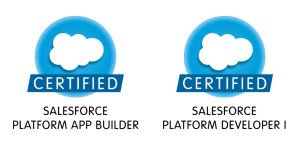 CERTIFIED
SALESFORCE
PLATFORM APP BUILDER
CERTIFIED
SALESFORCE
PLATFORM DEVELOPER I